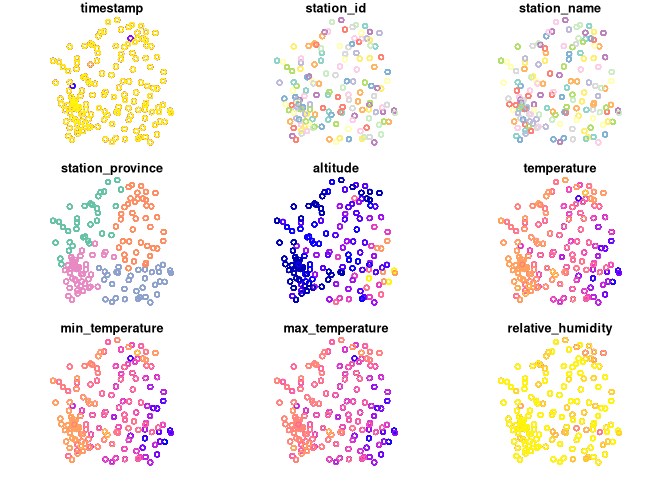 timestamp
station_id
station_name
station_province
altitude
temperature
min_temperature
max_temperature
relative_humidity